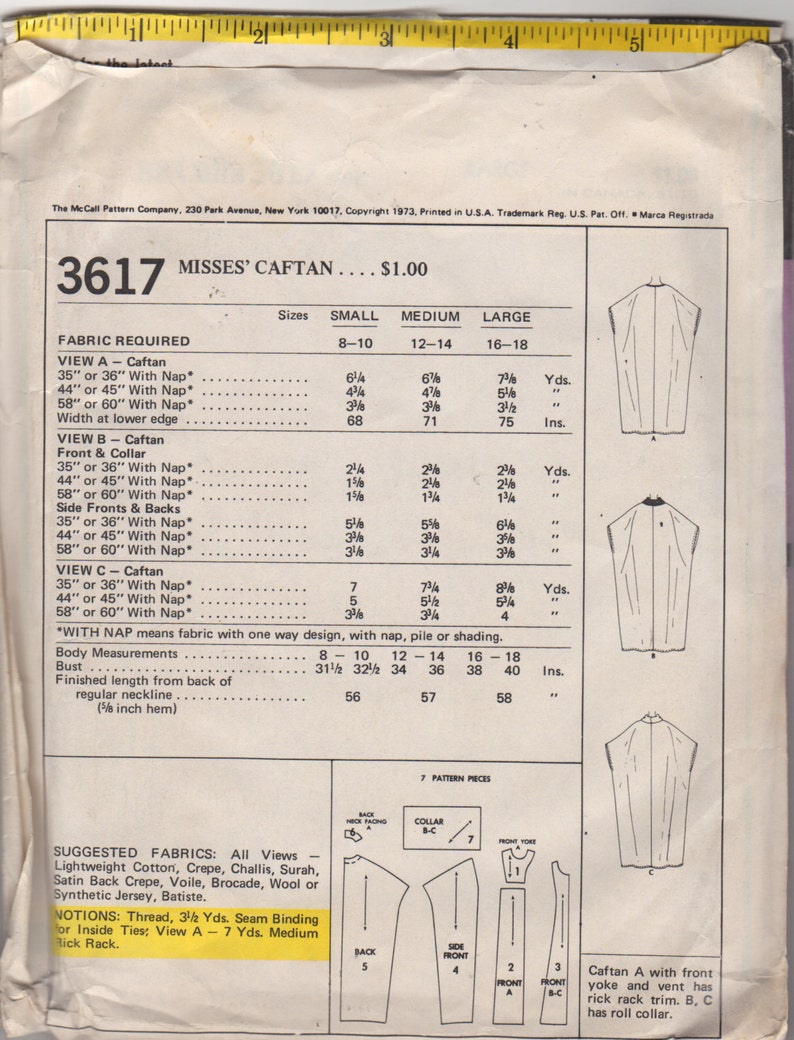 1 2 3 4 5
for the latest
The McCall Pattern Company, 230 Park Avenue, New York 10017, Copyright 1973, Printed in U.S.A. Trademark Reg. U.S. Pat. Off. ■ Marca Registrada
3617 MISSES' CAFTAN . . . . $1.00
Sizes SMALL MEDIUM LARGE
FABRIC REQUIRED 8–10 12–14 16–18
VIEW A – Caftan
35" or 36" With Nap* . . . . . . . . . . . . . . 6¼ 6⅞ 7⅜ Yds.
44" or 45" With Nap* . . . . . . . . . . . . . . 4¾ 4⅞ 5⅛ "
58" or 60" With Nap* . . . . . . . . . . . . . . 3⅜ 3⅜ 3½ "
Width at lower edge . . . . . . . . . . . . . . . . 68 71 75 Ins.
VIEW B – Caftan
Front & Collar
35" or 36" With Nap* . . . . . . . . . . . . . . 2¼ 2⅜ 2⅜ Yds.
44" or 45" With Nap* . . . . . . . . . . . . . . 1⅝ 2⅛ 2⅛ "
58" or 60" With Nap* . . . . . . . . . . . . . . 1⅝ 1¾ 1¾ "
Side Fronts & Backs
35" or 36" With Nap* . . . . . . . . . . . . . . 5⅛ 5⅝ 6⅛ "
44" or 45" With Nap* . . . . . . . . . . . . . . 3⅜ 3⅜ 3⅝ "
58" or 60" With Nap* . . . . . . . . . . . . . . 3⅛ 3¼ 3⅜ "
VIEW C – Caftan
35" or 36" With Nap* . . . . . . . . . . . . . . 7 7¾ 8⅜ Yds.
44" or 45" With Nap* . . . . . . . . . . . . . . 5 5½ 5¾ "
58" or 60" With Nap* . . . . . . . . . . . . . . 3⅜ 3¾ 4 "
*WITH NAP means fabric with one way design, with nap, pile or shading.
Body Measurements . . . . . . . . . . . . . . . . 8 – 10 12 – 14 16 – 18
Bust . . . . . . . . . . . . . . . . . . . . . . . . . . . . 31½ 32½ 34 36 38 40 Ins.
Finished length from back of
regular neckline . . . . . . . . . . . . . . . . . 56 57 58 "
(⅝ inch hem)
A
B
C
SUGGESTED FABRICS: All Views –
Lightweight Cotton, Crepe, Challis, Surah,
Satin Back Crepe, Voile, Brocade, Wool or
Synthetic Jersey, Batiste.
NOTIONS: Thread, 3½ Yds. Seam Binding
for Inside Ties; View A – 7 Yds. Medium
Rick Rack.
7 PATTERN PIECES
BACK
NECK FACING
A
6
COLLAR
B-C
7
FRONT YOKE
A
1
BACK
5
SIDE
FRONT
4
2
FRONT
A
3
FRONT
B-C
Caftan A with front
yoke and vent has
rick rack trim. B, C
has roll collar.